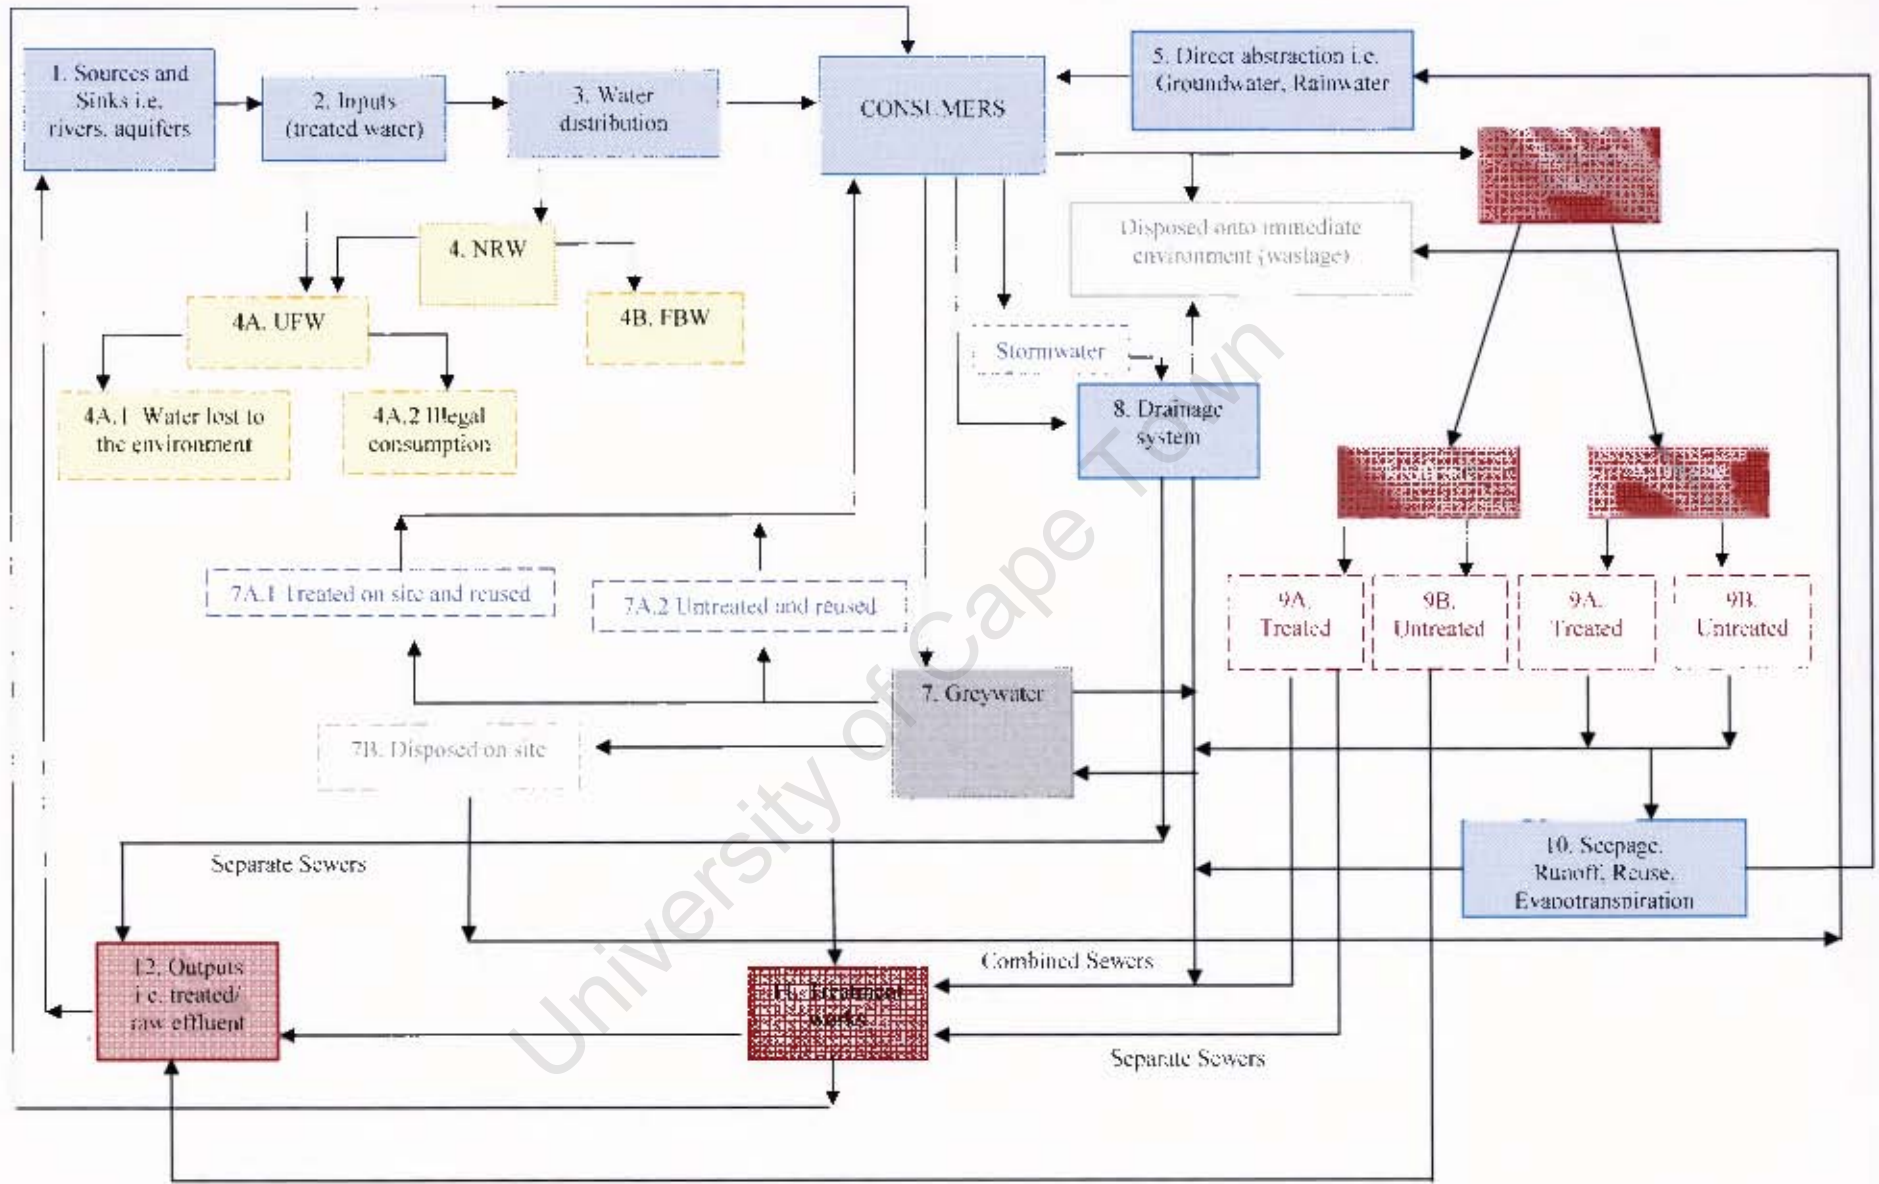 1. Sources and
Sinks i.e.
rivers, aquifers
2. Inputs
(treated water)
3. Water
distribution
CONSUMERS
5. Direct abstraction i.e.
Groundwater, Rainwater
Disposed onto immediate
environment (wastage)
4. NRW
4A. UFW
4B. FBW
Stormwater
4A.1 Water lost to
the environment
4A.2 Illegal
consumption
8. Drainage
system
7A.1 Treated on site and reused
7A.2 Untreated and reused
9A.
Treated
9B.
Untreated
9A.
Treated
9B.
Untreated
7. Greywater
7B. Disposed on site
Separate Sewers
10. Seepage,
Runoff, Reuse,
Evapotranspiration
12. Outputs
i.e. treated/
raw effluent
Combined Sewers
11. Treatment
works
Separate Sewers
University of Cape Town